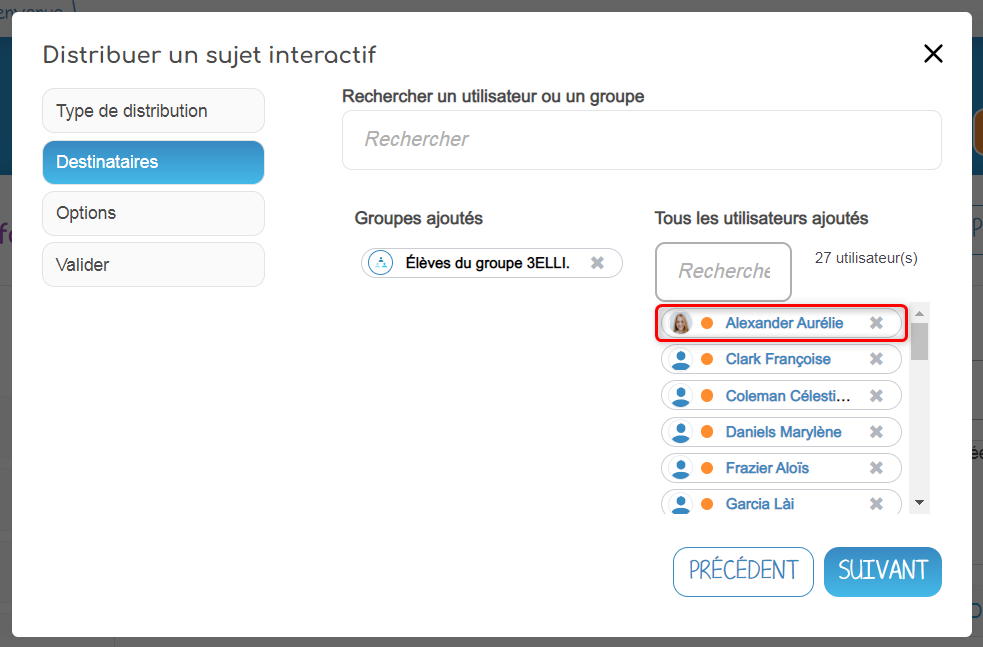 Distribuer un sujet interactif
Type de distribution
Destinataires
Options
Valider
Rechercher un utilisateur ou un groupe
Rechercher
Groupes ajoutés
Élèves du groupe 3ELLI.
Tous les utilisateurs ajoutés
Recherche
27 utilisateur(s)
Alexander Aurélie
Clark Françoise
Coleman Célesti...
Daniels Marylène
Frazier Aloïs
Garcia Lài
PRÉCÉDENT
SUIVANT